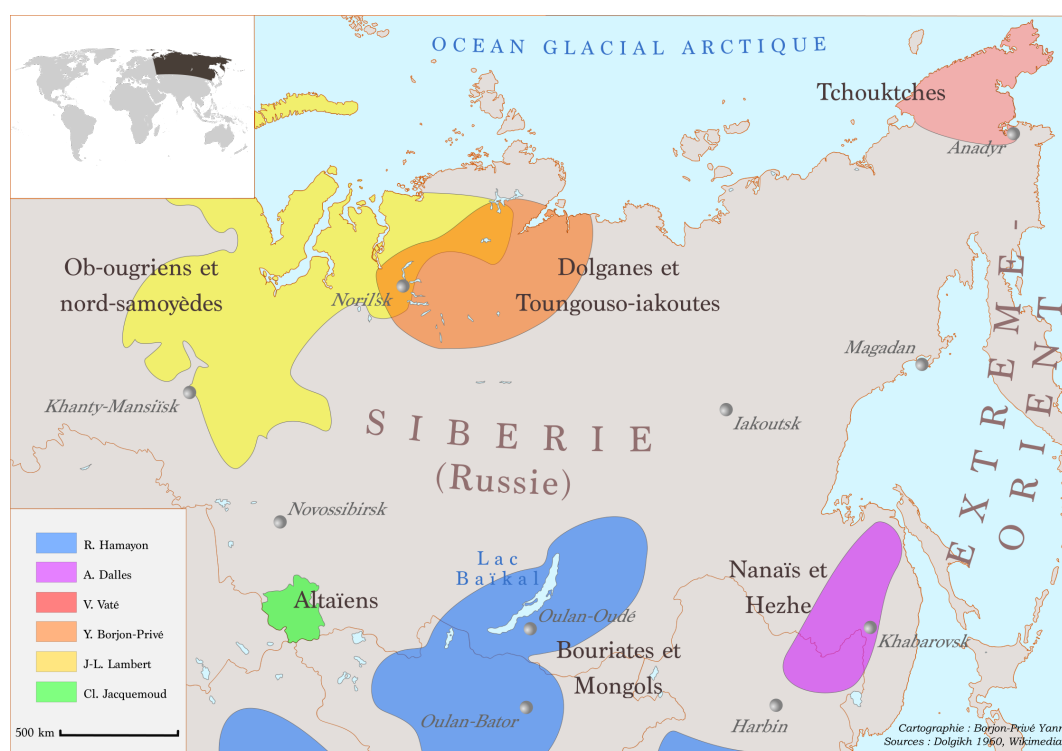 OCEAN GLACIAL ARCTIQUE
Tchouktches
Anadyr
Ob-ougriens et
nord-samoyèdes
Dolganes et
Toungouso-iakoutes
Noril'sk
EXTREME-
ORIENT
Magadan
Khanty-Mansiïsk
Iakoutsk
SIBERIE
(Russie)
Novossibirsk
Lac
Baïkal
Nanaïs et
Hezhe
Altaïens
Oulan-Oudé
Khabarovsk
Bouriates et
Mongols
Oulan-Bator
Harbin
R. Hamayon
A. Dalles
V. Vaté
Y. Borjon-Privé
J-L. Lambert
Cl. Jacquemoud
500 km
Cartographie : Borjon-Privé Yann
Sources : Dolgikh 1960, Wikimedia